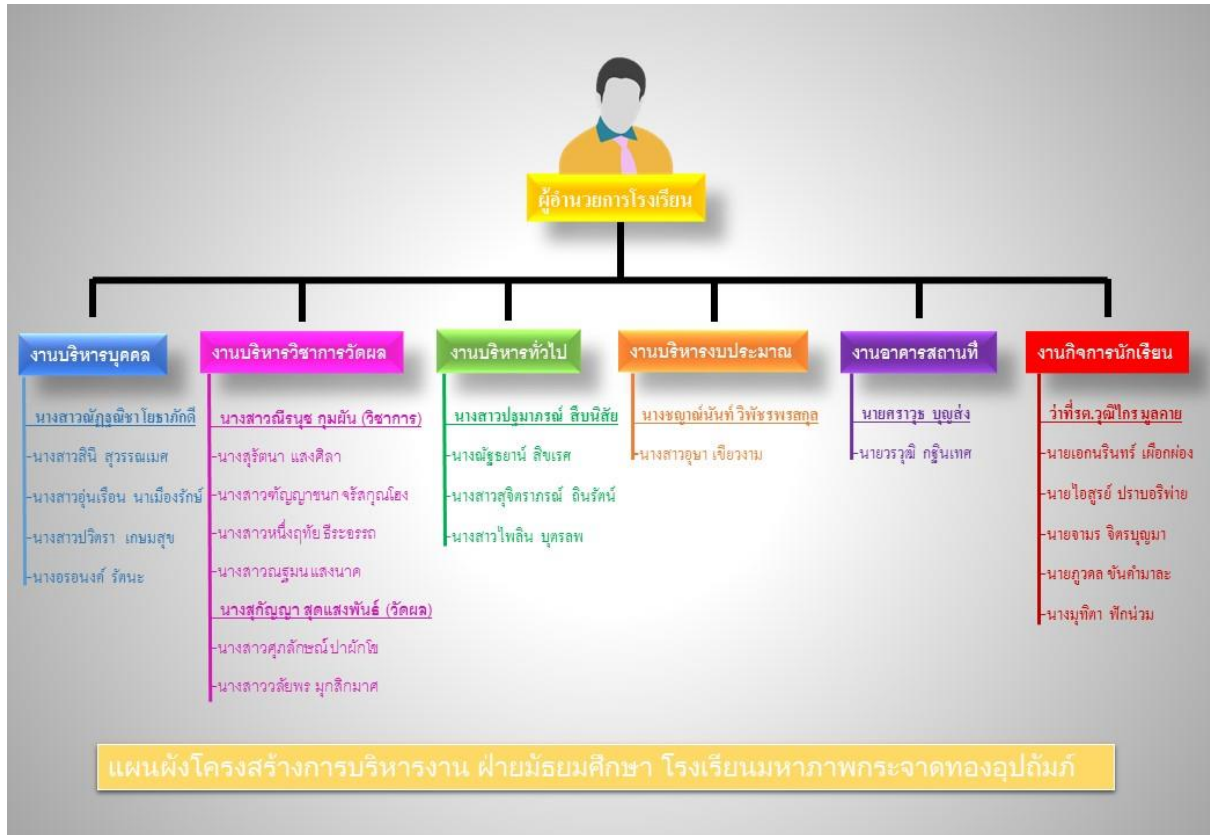 ผู้อำนวยการโรงเรียน
งานบริหารบุคคล
นางสาวณัฏฐณิชา โยธาภักดี
-นางสาวสินี สุวรรณเมศ
-นางสาวอุ่นเรือน นาเมืองรักษ์
-นางสาวปวิตรา เกษมสุข
-นางอรอนงค์ รัตนะ
งานบริหารวิชาการวัดผล
นางสาวณีรนุช กุมผัน (วิชาการ)
-นางสุรัตนา แสงศิลา
-นางสาวทัญญาชนก จรัสกุณโฮง
-นางสาวหนึ่งฤทัย ธีระอรรถ
-นางสาวณฐมน แสงนาค
นางสุกัญญา สุดแสงพันธ์ (วัดผล)
-นางสาวศุภลักษณ์ ปาผักโข
-นางสาววลัยพร มุกสิกมาศ
งานบริหารทั่วไป
นางสาวปฐมาภรณ์ สืบนิสัย
-นางณัฐธยาน์ สิขเรศ
-นางสาวสุจิตราภรณ์ ถินรัตน์
-นางสาวไพลิน บุตรลพ
งานบริหารงบประมาณ
นางชญาณ์นันท์ วิพัชรพรสกุล
-นางสาวอุษา เขียวงาม
งานอาคารสถานที่
นายศราวุธ บุญส่ง
-นายวรวุฒิ กฐินเทศ
งานกิจการนักเรียน
ว่าที่รต.วุฒิไกร มูลคาย
-นายเอกนรินทร์ เผือกผ่อง
-นายไอสูรย์ ปราบอริพ่าย
-นายจามร จิตรบุญมา
-นายภูวดล ขันคำมาละ
-นางมุทิตา ฟักน่วม
แผนผังโครงสร้างการบริหารงาน ฝ่ายมัธยมศึกษา โรงเรียนมหาภาพกระจาดทองอุปถัมภ์